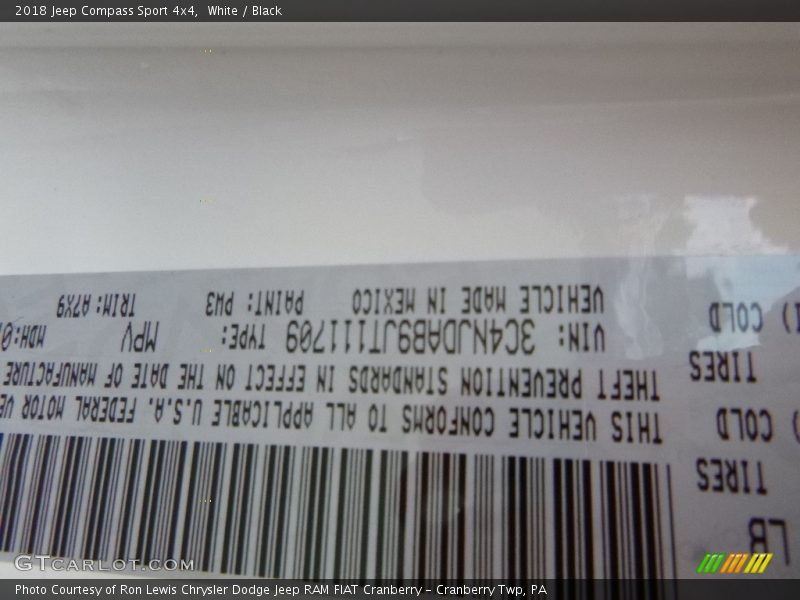 2018 Jeep Compass Sport 4x4, White / Black
LB
TIRES
COLD
TIRES
COLD
THIS VEHICLE CONFORMS TO ALL APPLICABLE U.S.A. FEDERAL MOTOR VE
THEFT PREVENTION STANDARDS IN EFFECT ON THE DATE OF MANUFACTURE
VIN: 3C4NJDAB9JT111709 TYPE: MPV MDH:0
VEHICLE MADE IN MEXICO PAINT: PW3 TRIM: A7X9
GTCARLOT.COM
Photo Courtesy of Ron Lewis Chrysler Dodge Jeep RAM FIAT Cranberry – Cranberry Twp, PA